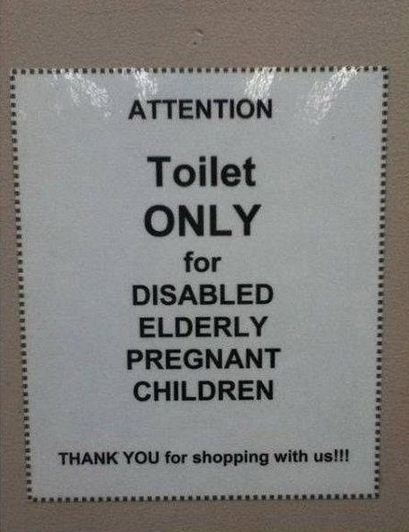 ATTENTION
Toilet
ONLY
for
DISABLED
ELDERLY
PREGNANT
CHILDREN
THANK YOU for shopping with us!!!